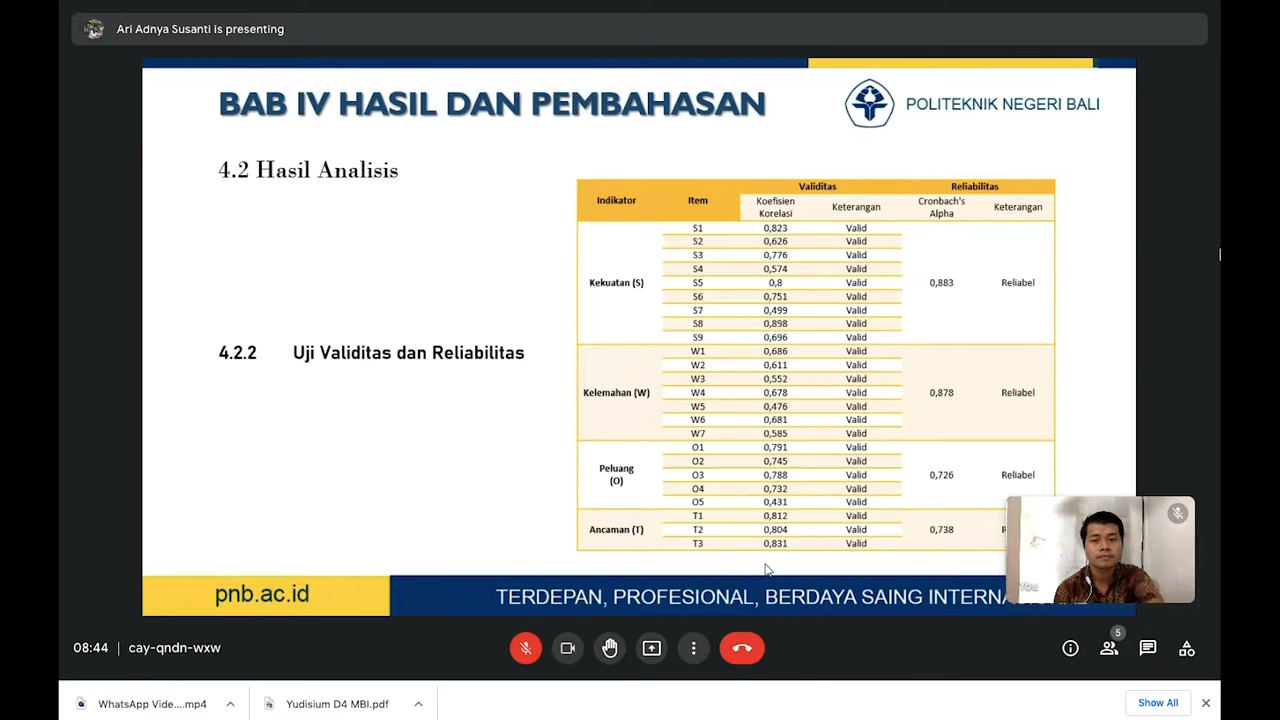 Ari Adnya Susanti is presenting
BAB IV HASIL DAN PEMBAHASAN
POLITEKNIK NEGERI BALI
4.2 Hasil Analisis
4.2.2 Uji Validitas dan Reliabilitas
Indikator Item Validitas Reliabilitas
Koefisien Korelasi Keterangan Cronbach's Alpha Keterangan
Kekuatan (S) 0,883 Reliabel
S1 0,823 Valid
S2 0,626 Valid
S3 0,776 Valid
S4 0,574 Valid
S5 0,8 Valid
S6 0,751 Valid
S7 0,499 Valid
S8 0,898 Valid
S9 0,696 Valid
Kelemahan (W) 0,878 Reliabel
W1 0,686 Valid
W2 0,611 Valid
W3 0,552 Valid
W4 0,678 Valid
W5 0,476 Valid
W6 0,681 Valid
W7 0,585 Valid
Peluang (O) 0,726 Reliabel
O1 0,791 Valid
O2 0,745 Valid
O3 0,788 Valid
O4 0,732 Valid
O5 0,431 Valid
Ancaman (T) 0,738
T1 0,812 Valid
T2 0,804 Valid
T3 0,831 Valid
You
pnb.ac.id
TERDEPAN, PROFESIONAL, BERDAYA SAING
08:44 cay-qndn-wxw
5
WhatsApp Vide....mp4
Yudisium D4 MBI.pdf
Show All